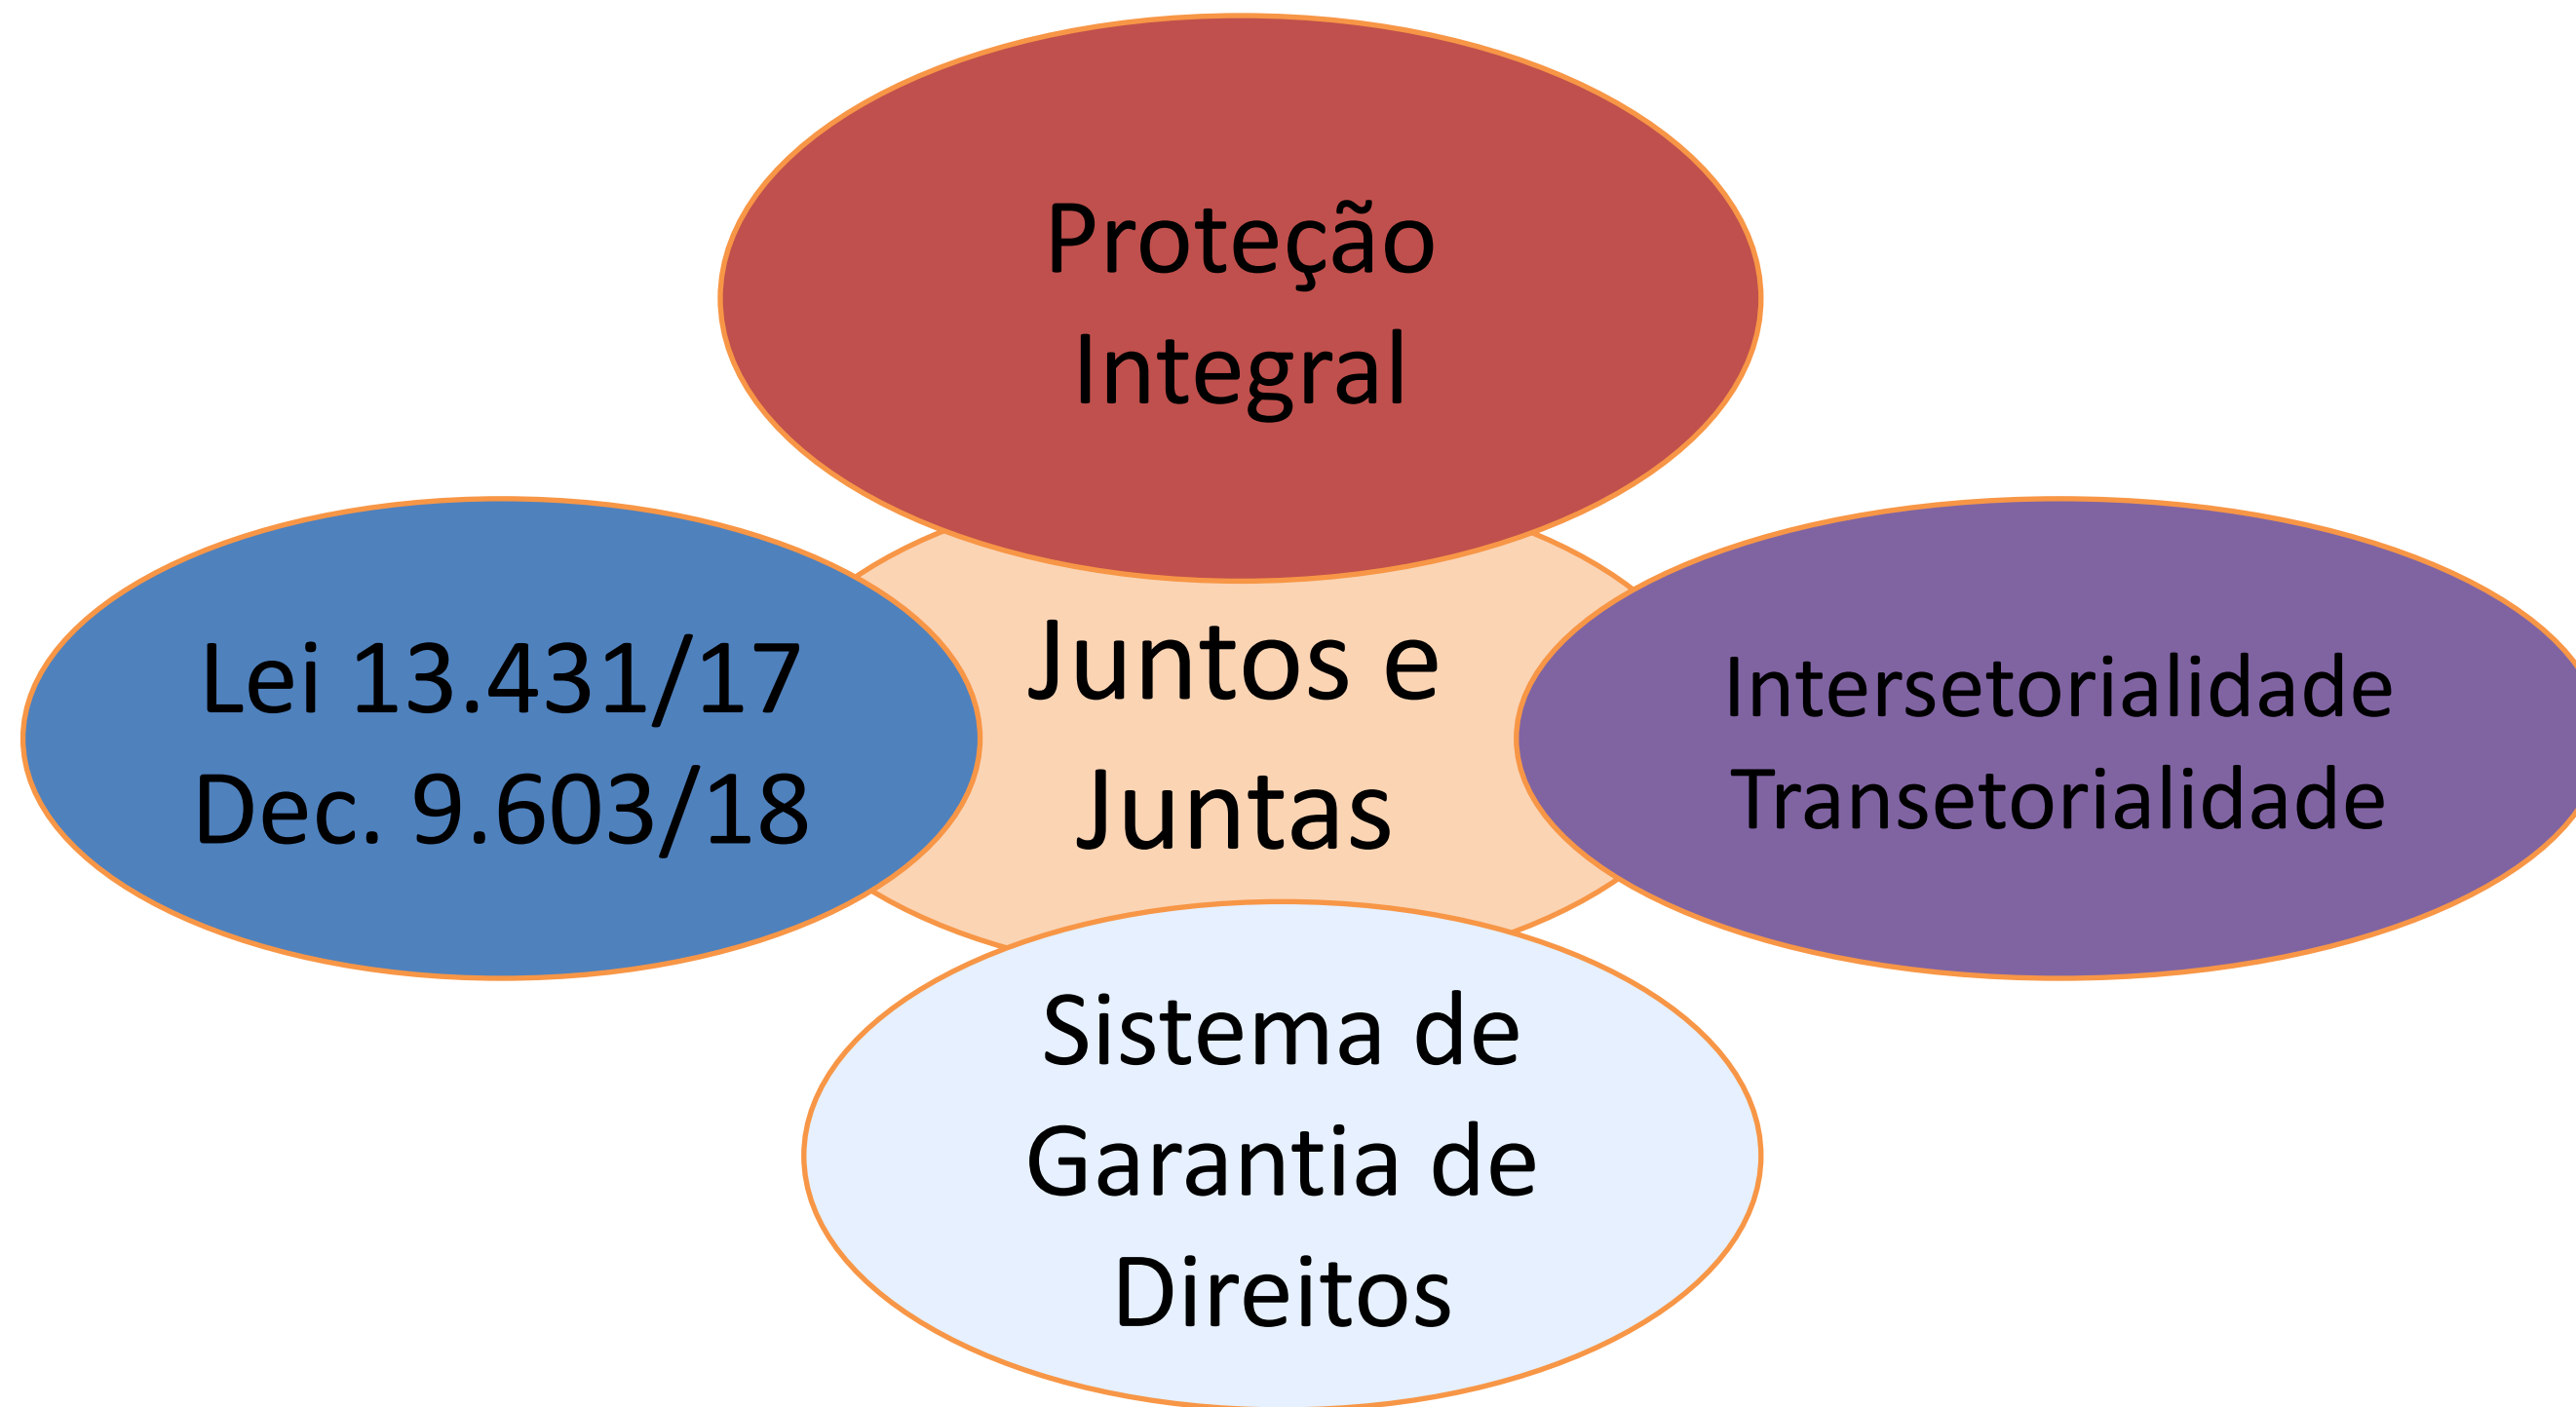 Proteção
Integral
Lei 13.431/17
Dec. 9.603/18
Juntos e
Juntas
Intersetorialidade
Transetorialidade
Sistema de
Garantia de
Direitos